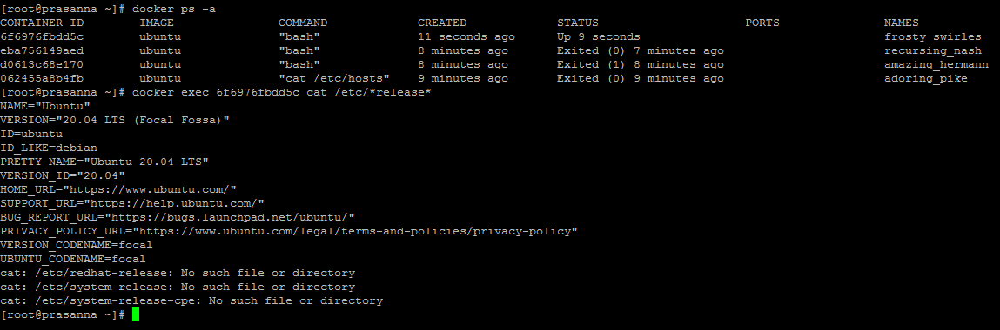 [root@prasanna ~]# docker ps -a
CONTAINER ID        IMAGE               COMMAND             CREATED             STATUS                     PORTS               NAMES
6f6976fbdd5c        ubuntu              "bash"              11 seconds ago      Up 9 seconds                                   frosty_swirles
eba756149aed        ubuntu              "bash"              8 minutes ago       Exited (0) 7 minutes ago                       recursing_nash
d0613c68e170        ubuntu              "bash"              8 minutes ago       Exited (1) 8 minutes ago                       amazing_hermann
062455a8b4fb        ubuntu              "cat /etc/hosts"    9 minutes ago       Exited (0) 9 minutes ago                       adoring_pike
[root@prasanna ~]# docker exec 6f6976fbdd5c cat /etc/*release*
NAME="Ubuntu"
VERSION="20.04 LTS (Focal Fossa)"
ID=ubuntu
ID_LIKE=debian
PRETTY_NAME="Ubuntu 20.04 LTS"
VERSION_ID="20.04"
HOME_URL="https://www.ubuntu.com/"
SUPPORT_URL="https://help.ubuntu.com/"
BUG_REPORT_URL="https://bugs.launchpad.net/ubuntu/"
PRIVACY_POLICY_URL="https://www.ubuntu.com/legal/terms-and-policies/privacy-policy"
VERSION_CODENAME=focal
UBUNTU_CODENAME=focal
cat: /etc/redhat-release: No such file or directory
cat: /etc/system-release: No such file or directory
cat: /etc/system-release-cpe: No such file or directory
[root@prasanna ~]#